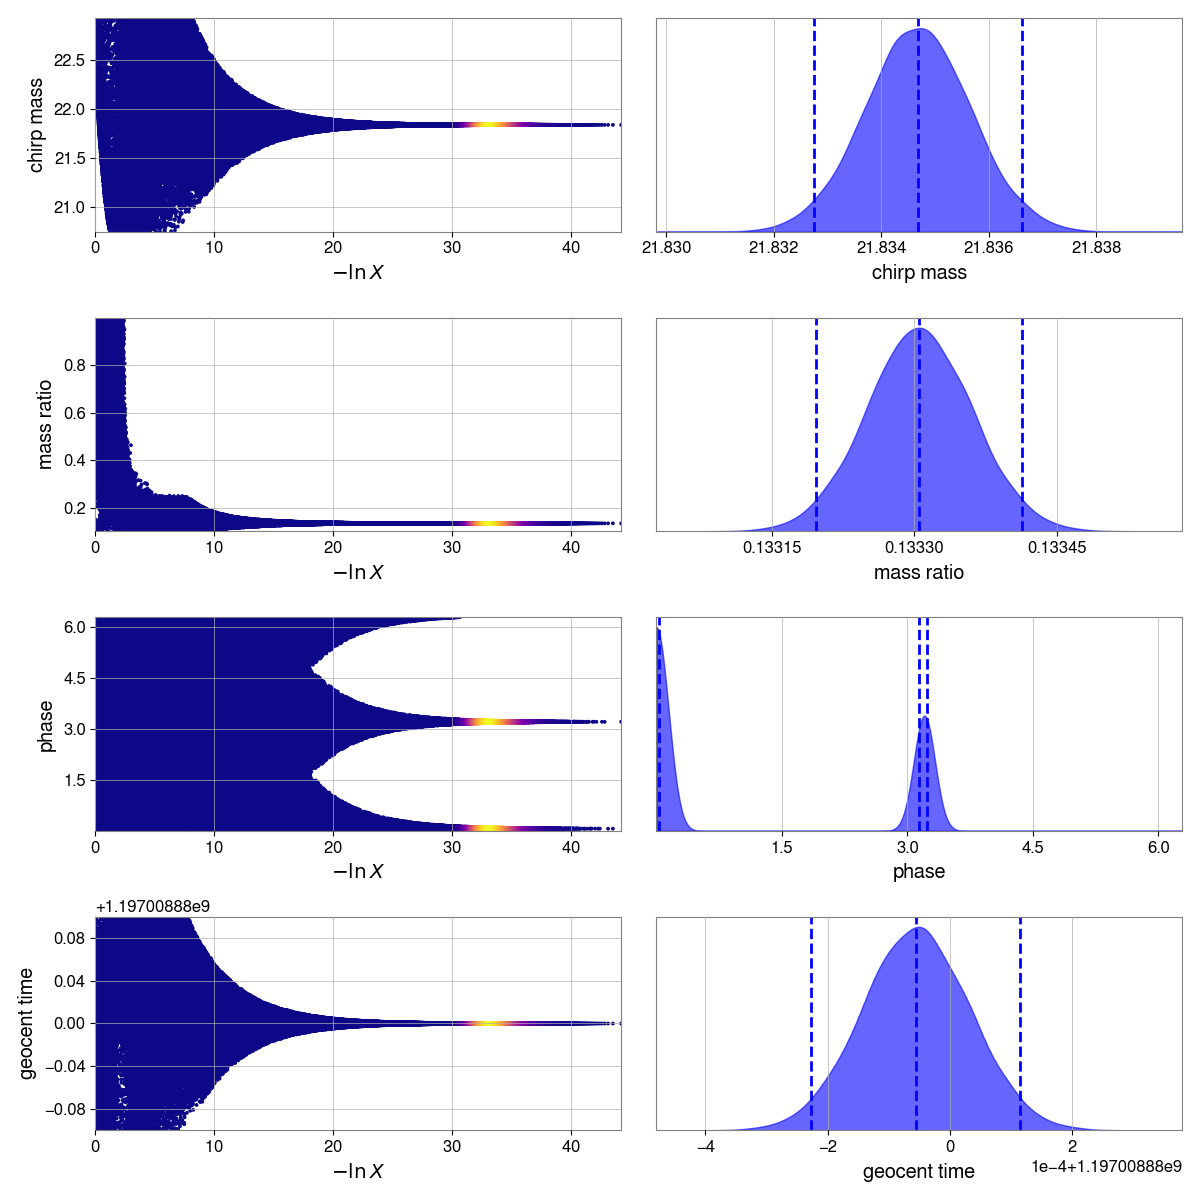 22.5
22.0
21.5
21.0
chirp mass
0 10 20 30 40
−ln X
21.830 21.832 21.834 21.836 21.838
chirp mass
0.8
0.6
0.4
0.2
mass ratio
0 10 20 30 40
−ln X
0.13315 0.13330 0.13345
mass ratio
6.0
4.5
3.0
1.5
phase
0 10 20 30 40
−ln X
1.5 3.0 4.5 6.0
phase
+1.19700888e9
0.08
0.04
0.00
−0.04
−0.08
geocent time
0 10 20 30 40
−ln X
−4 −2 0 2
1e−4+1.19700888e9
geocent time